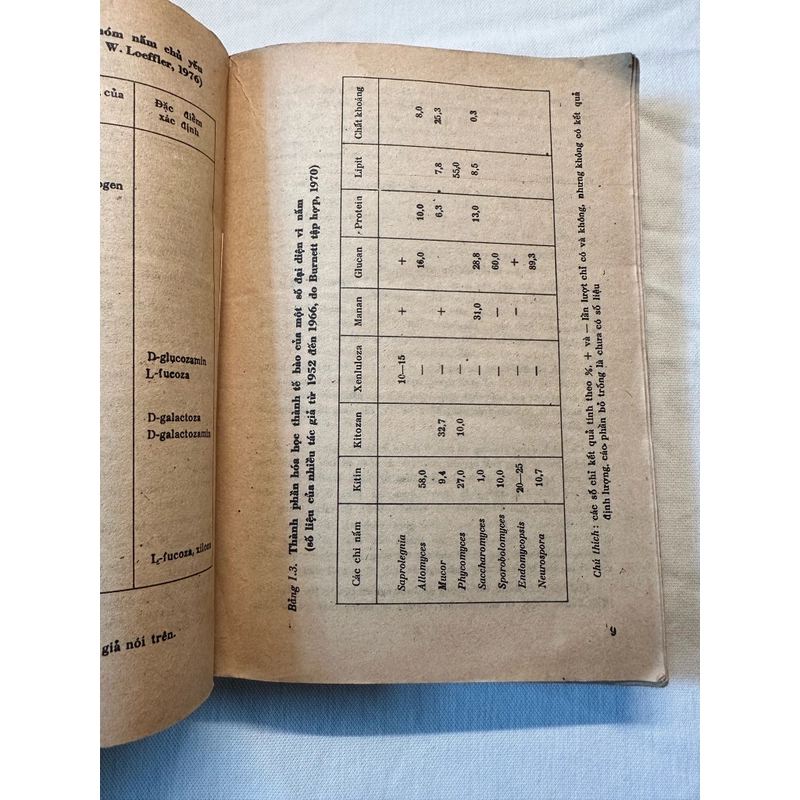 nóm nấm chủ yếu
W. Loeffler, 1976)
của Đặc điểm
xác định
ogen
D-glucozamin
L-fucoza
D-galactoza
D-galactozamin
L-fucoza, xiloza
giả nói trên.
Bảng 1.3. Thành phần hóa học thành tế bào của một số đại diện vi nấm
(số liệu của nhiều tác giả từ 1952 đến 1966, do Burnett tập hợp, 1970)
Các chi nấm Kitin Kitozan Xenluloza Manan Glucan Protein Lipit Chất khoáng
Saprolegnia 10—15 + +
Allomyces 58,0 — 16,0 10,0 8,0
Mucor 9,4 32,7 — + 6,3 7,8 25,3
Phycomyces 27,0 10,0 — 55,0
Saccharomyces 1,0 — 31,0 28,8 13,0 8,5 0,3
Sporobolomyces 10,0 — — 60,0
Endomycopsis 20—25 — — +
Neurospora 10,7 — 89,3
Chú thích: các số chỉ kết quả tính theo %, + và — lần lượt chỉ có và không, nhưng không có kết quả
định lượng, các phần bỏ trống là chưa có số liệu
9